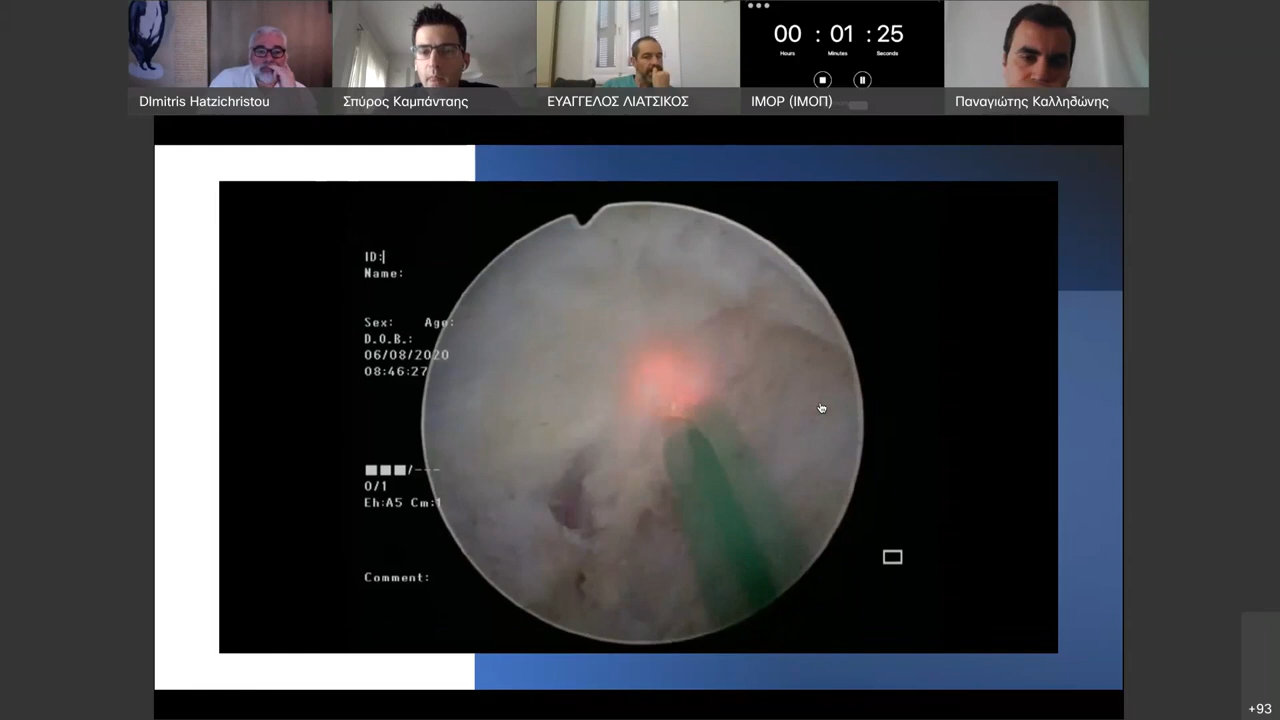 00 : 01 : 25
Hours Minutes Seconds
DImitris Hatzichristou
Σπύρος Καμπάνταης
ΕΥΑΓΓΕΛΟΣ ΛΙΑΤΣΙΚΟΣ
IMOP (ΙΜΟΠ)
Παναγιώτης Καλληδώνης
ID:
Name:
Sex: Age:
D.O.B.:
06/08/2020
08:46:27
/---
0/1
Eh:A5 Cm:1
Comment:
+93